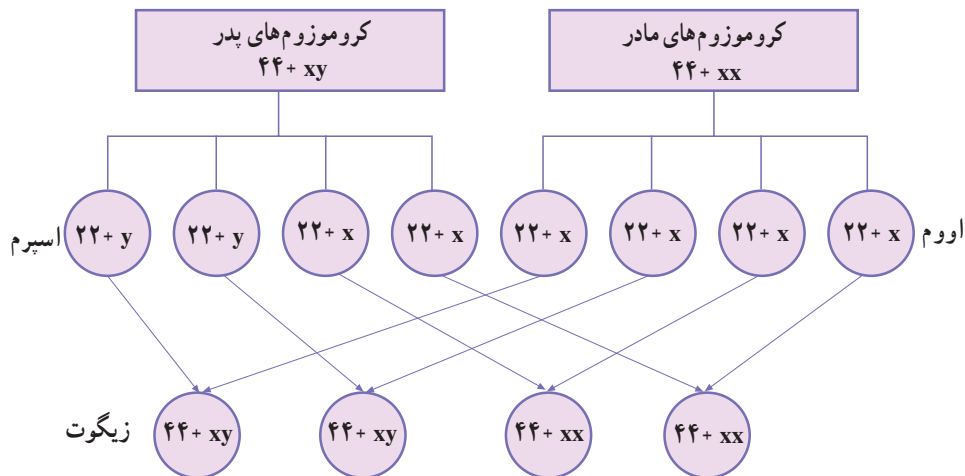 کروموزوم‌های مادر
۴۴+ xx
کروموزوم‌های پدر
۴۴+ xy
اووم
۲۲+ x
۲۲+ x
۲۲+ x
۲۲+ x
۲۲+ x
۲۲+ x
۲۲+ y
۲۲+ y
اسپرم
۴۴+ xx
۴۴+ xx
۴۴+ xy
۴۴+ xy
زیگوت